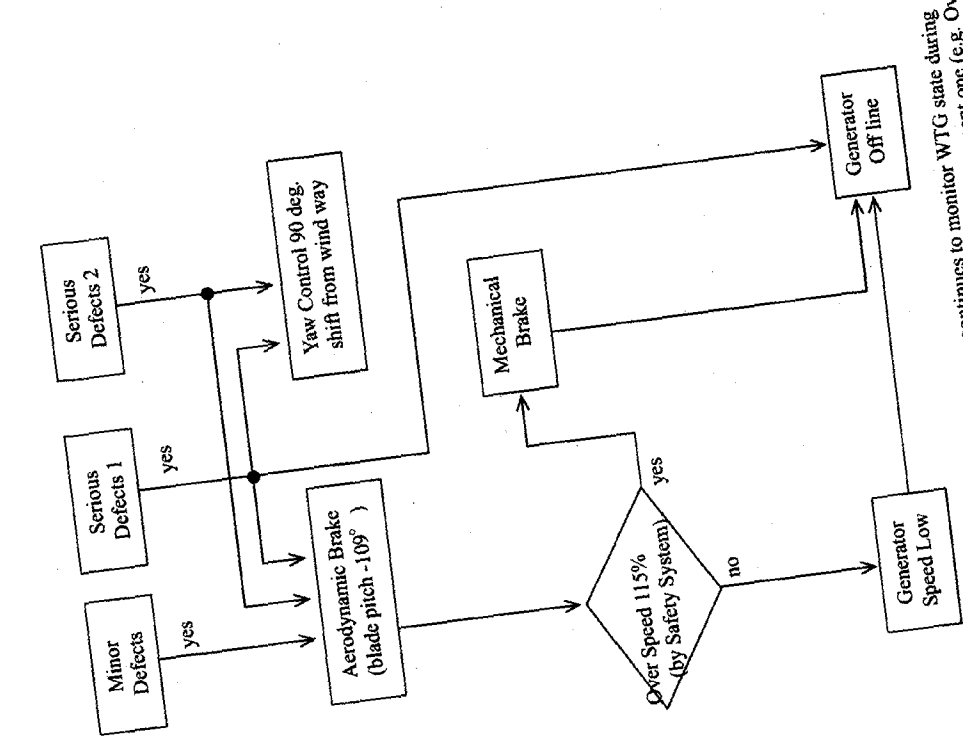 Minor
Defects
yes
Serious
Defects 1
yes
Serious
Defects 2
yes
Aerodynamic Brake
(blade pitch -109° )
Yaw Control 90 deg.
shift from wind way
Over Speed 115%
(by Safety System)
yes
no
Mechanical
Brake
Generator
Speed Low
Generator
Off line
continues to monitor WTG state during
one (e.g.